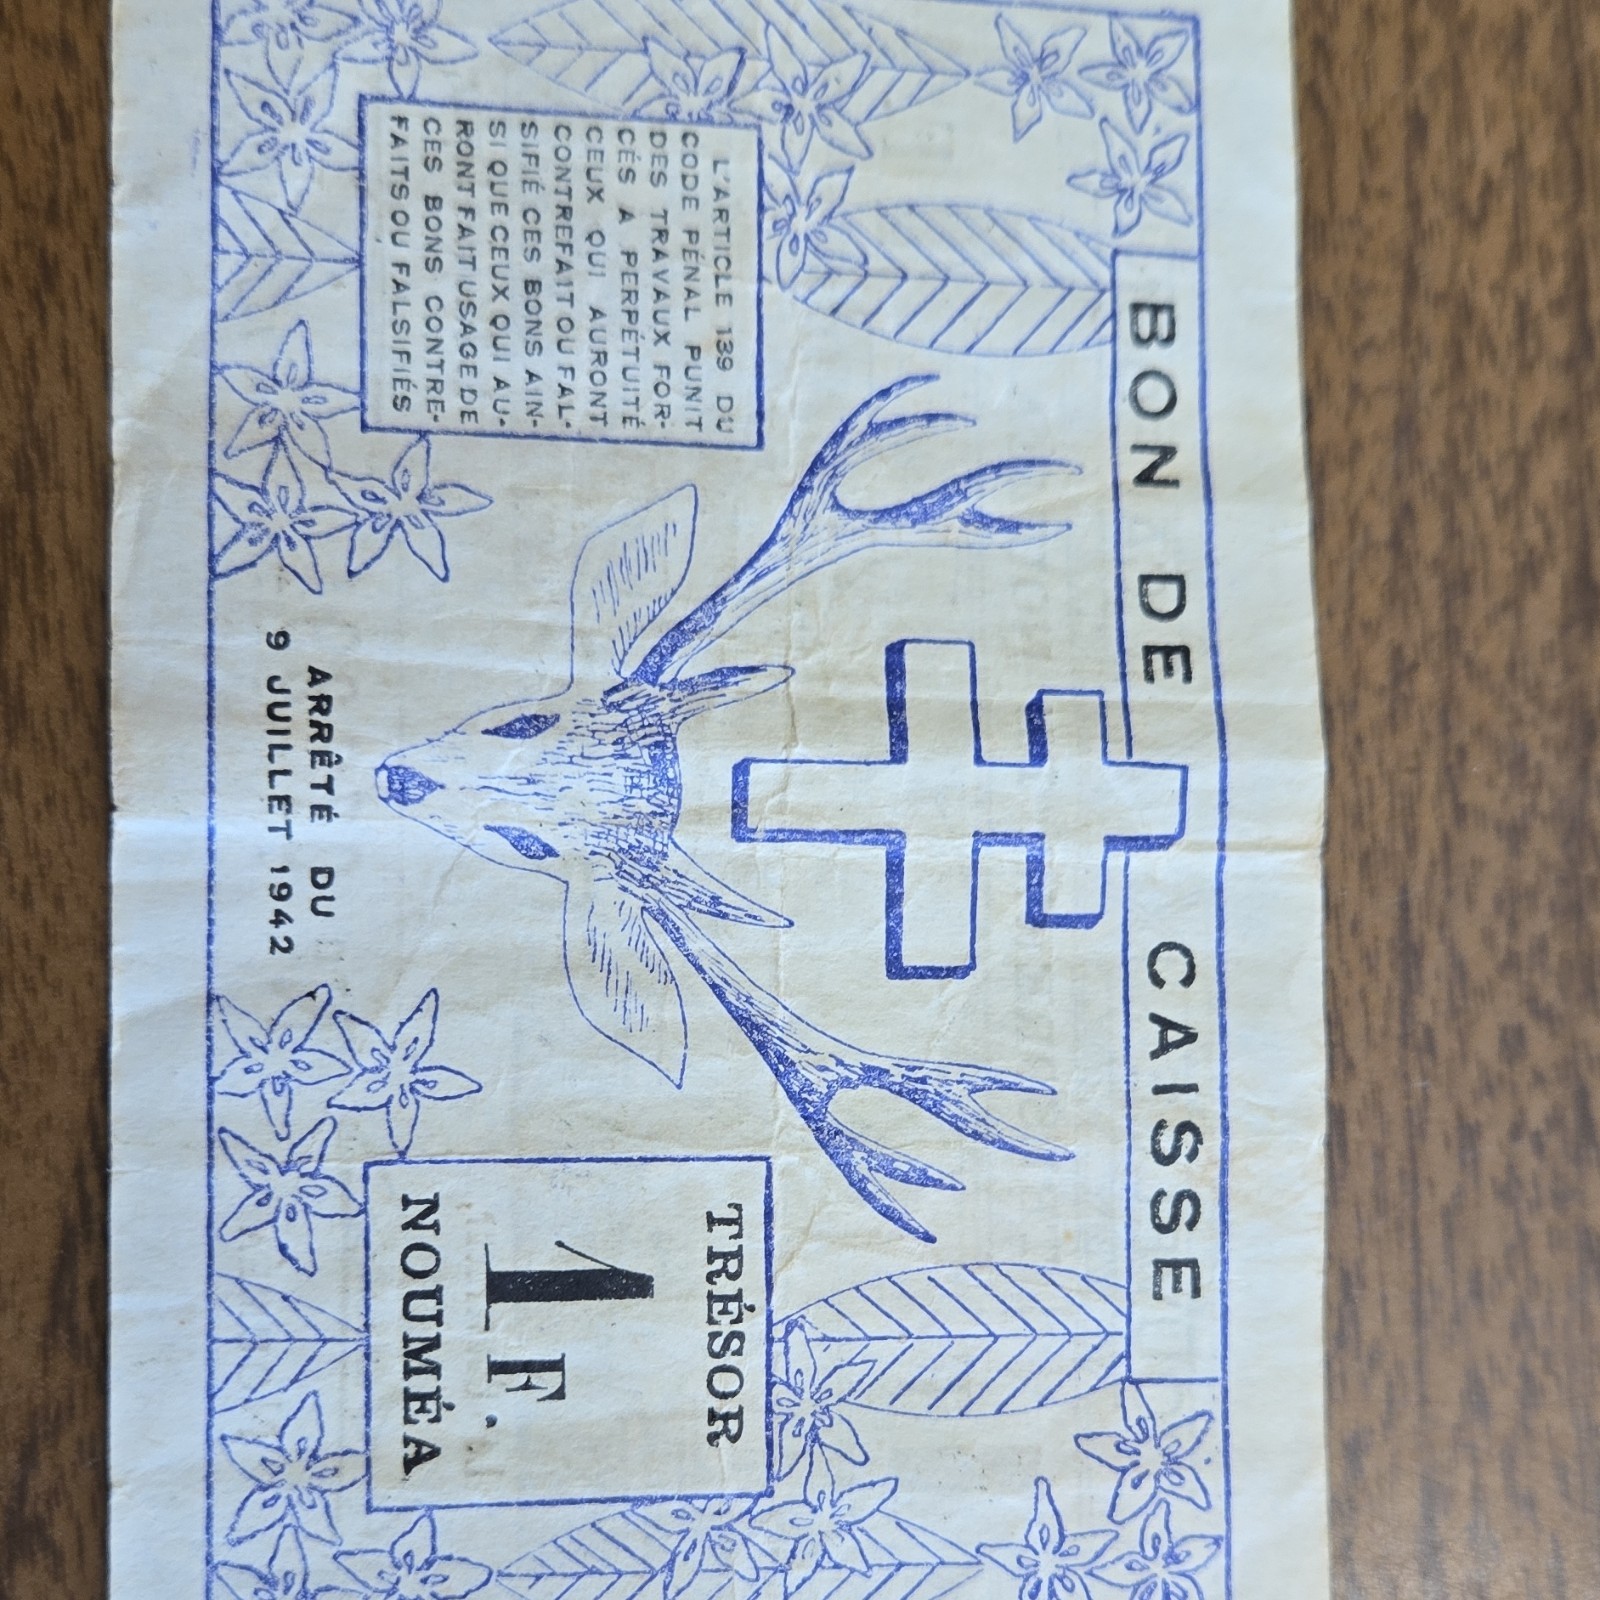 BON DE CAISSE
L'ARTICLE 139 DU
CODE PÉNAL PUNIT
DES TRAVAUX FOR-
CÉS A PERPÉTUITÉ
CEUX QUI AURONT
CONTREFAIT OU FAL-
SIFIÉ CES BONS AIN-
SI QUE CEUX QUI AU-
RONT FAIT USAGE DE
CES BONS CONTRE-
FAITS OU FALSIFIÉS
TRÉSOR
1 F.
NOUMÉA
ARRÊTÉ DU
9 JUILLET 1942